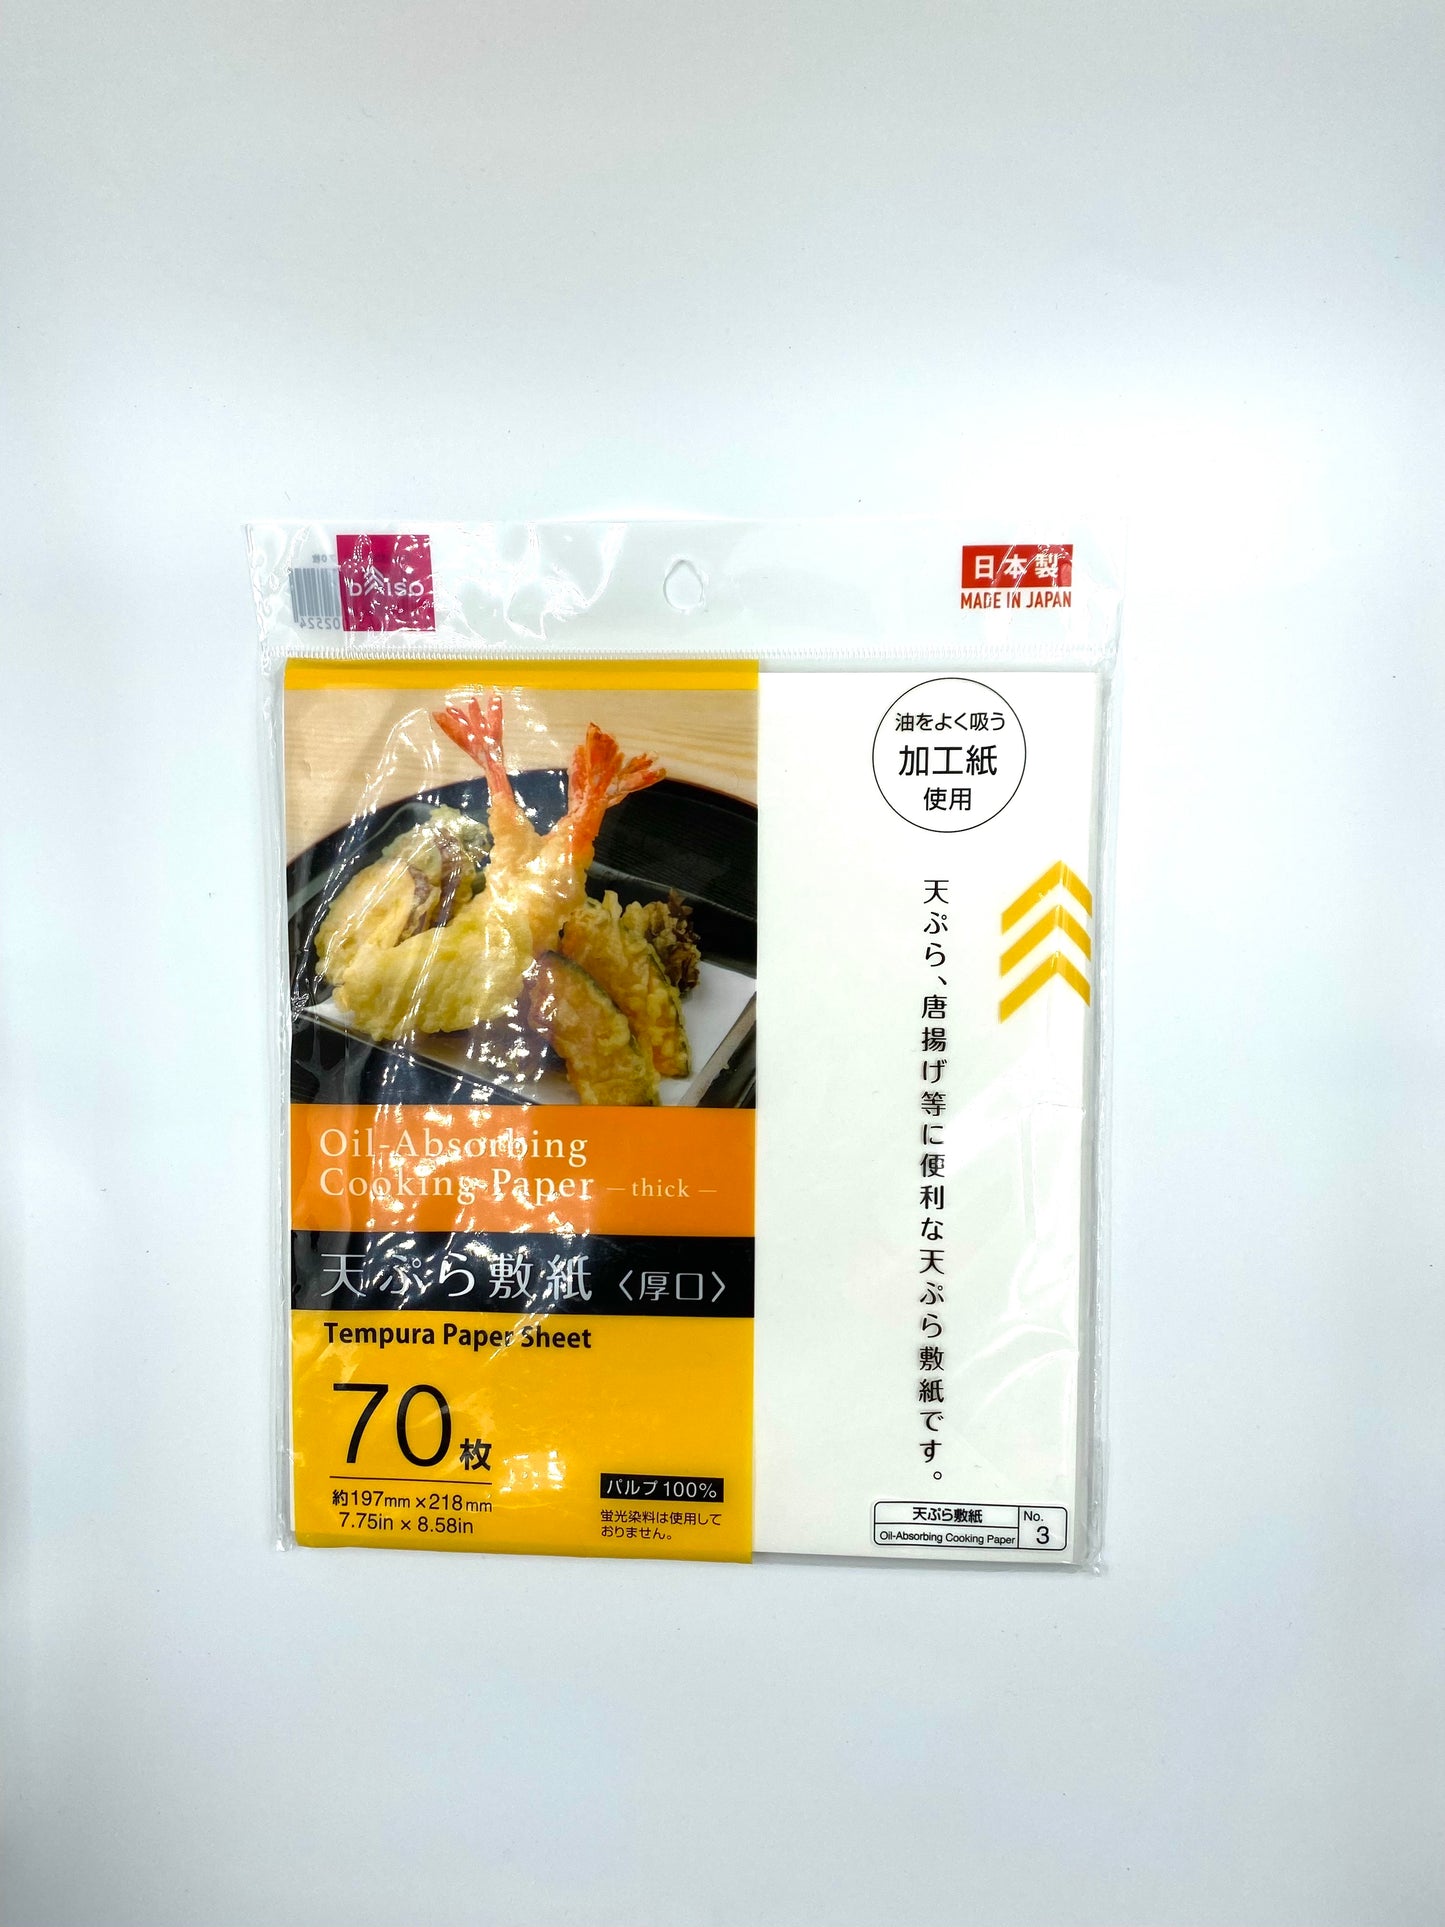 70枚
02524
DAISO
日本製
MADE IN JAPAN
油をよく吸う
加工紙
使用
天ぷら、唐揚げ等に便利な天ぷら敷紙です。
Oil-Absorbing
Cooking Paper —thick—
天ぷら敷紙〈厚口〉
Tempura Paper Sheet
70枚
約197mm×218mm
7.75in × 8.58in
パルプ100%
蛍光染料は使用して
おりません。
天ぷら敷紙
Oil-Absorbing Cooking Paper
No.
3